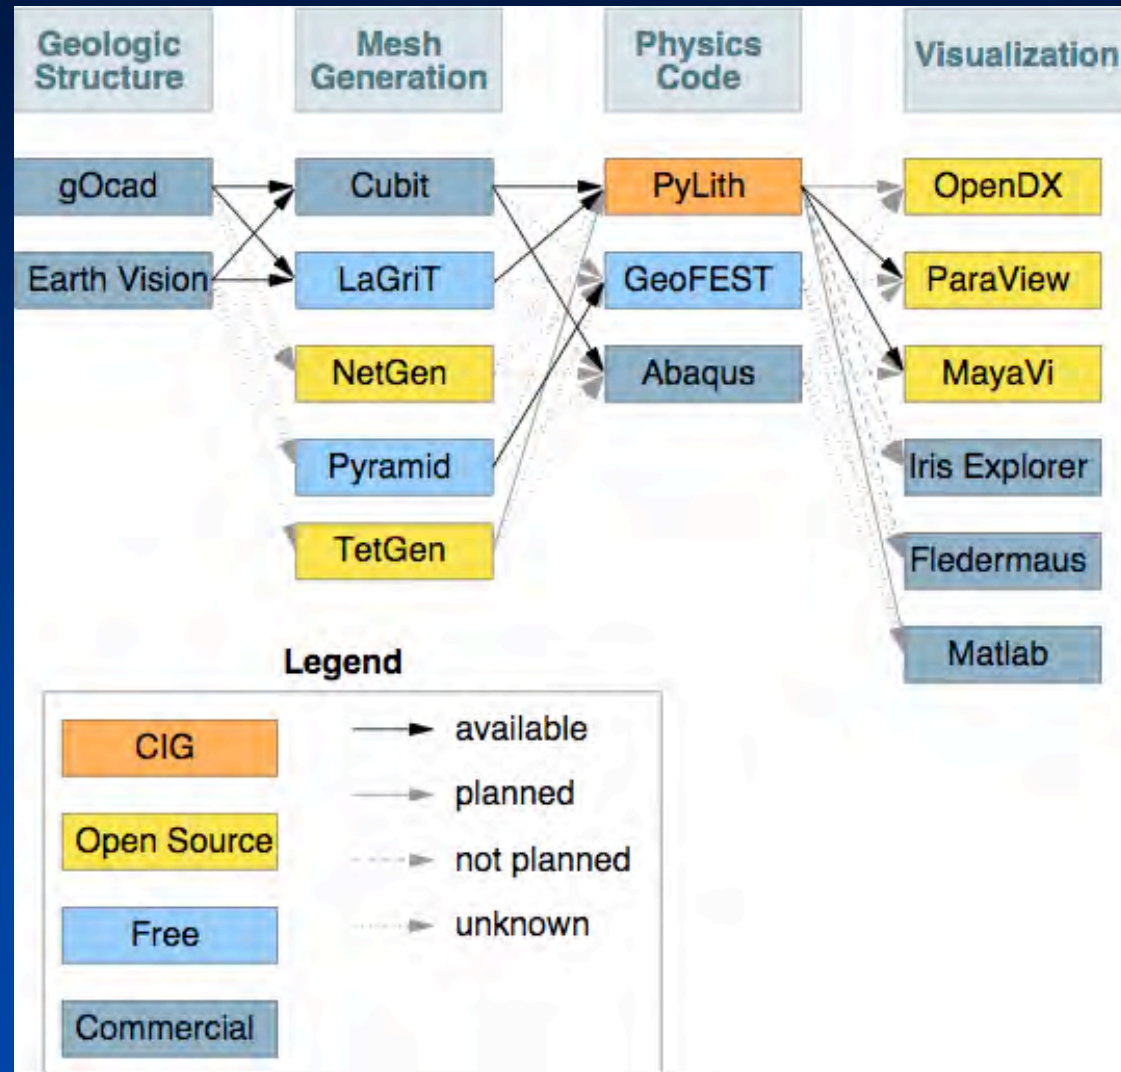 Geologic
Structure
Mesh
Generation
Physics
Code
Visualization
gOcad
Cubit
PyLith
OpenDX
Earth Vision
LaGriT
GeoFEST
ParaView
NetGen
Abaqus
MayaVi
Pyramid
Iris Explorer
TetGen
Fledermaus
Matlab
Legend
CIG
available
planned
Open Source
not planned
Free
unknown
Commercial